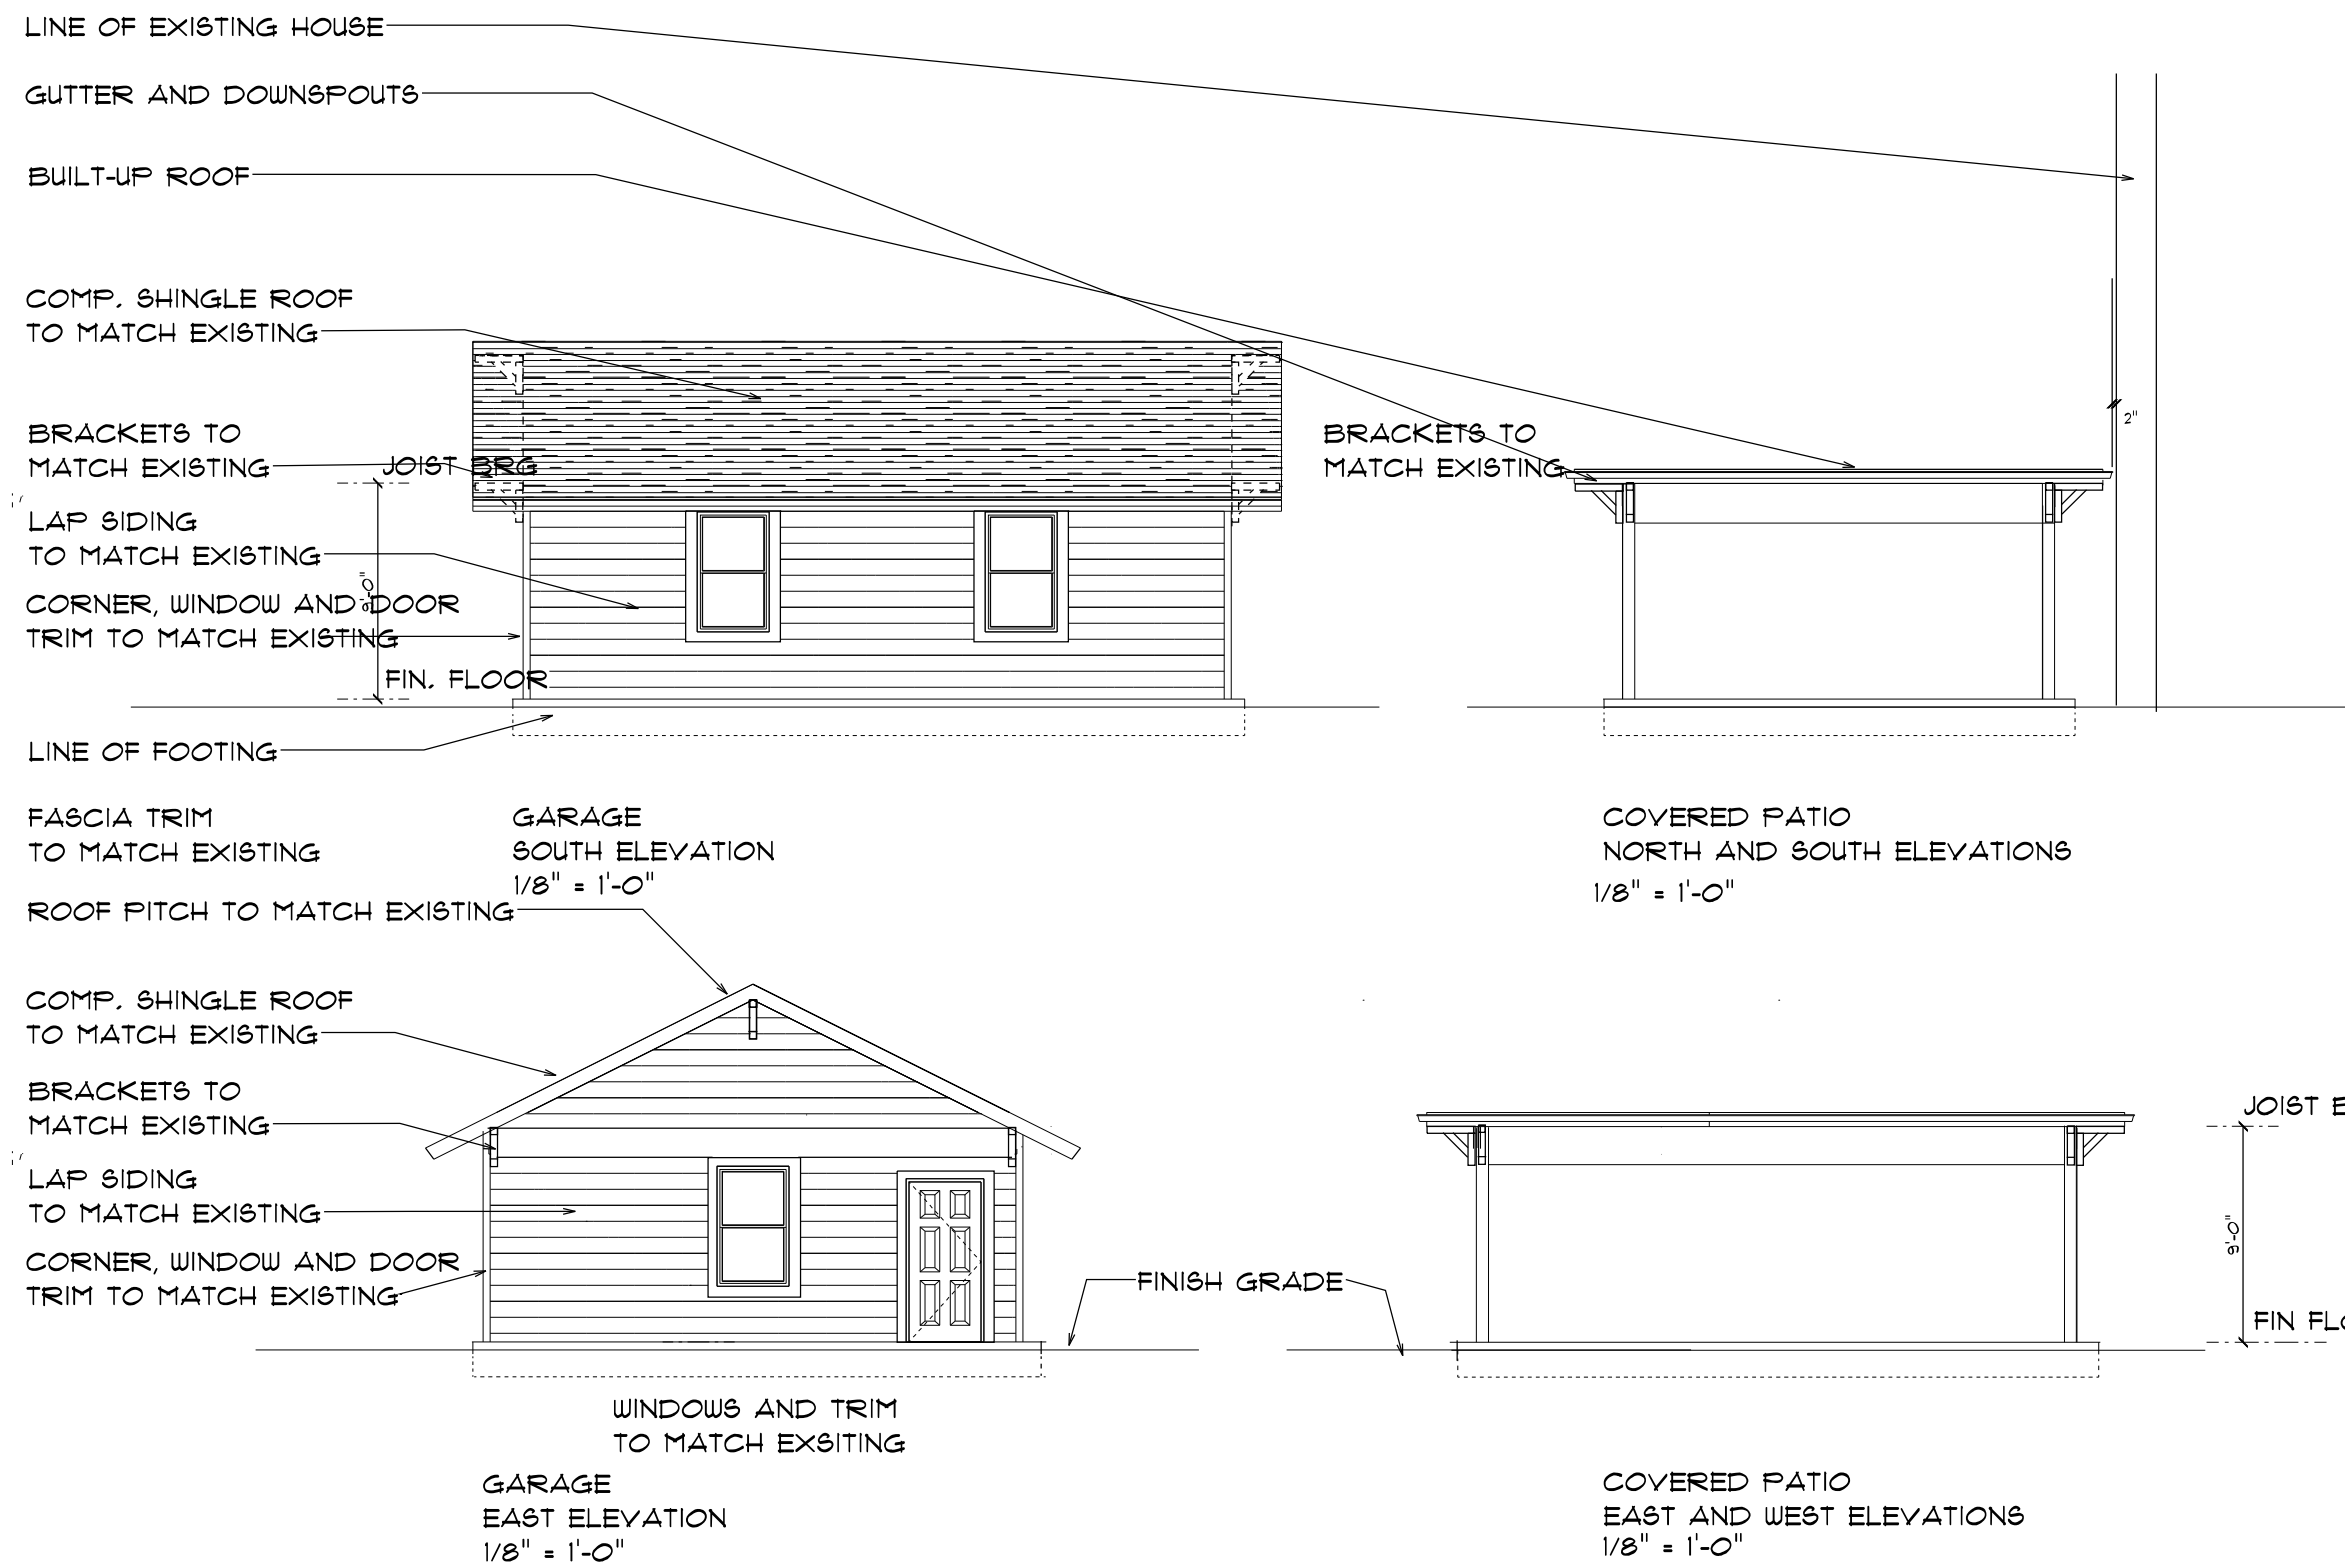 LINE OF EXISTING HOUSE
GUTTER AND DOWNSPOUTS
BUILT-UP ROOF
COMP. SHINGLE ROOF
TO MATCH EXISTING
BRACKETS TO
MATCH EXISTING
JOIST BRG
LAP SIDING
TO MATCH EXISTING
9'-0"
CORNER, WINDOW AND DOOR
TRIM TO MATCH EXISTING
FIN. FLOOR
LINE OF FOOTING
FASCIA TRIM
TO MATCH EXISTING
GARAGE
SOUTH ELEVATION
1/8" = 1'-0"
BRACKETS TO
MATCH EXISTING
2"
COVERED PATIO
NORTH AND SOUTH ELEVATIONS
1/8" = 1'-0"
ROOF PITCH TO MATCH EXISTING
COMP. SHINGLE ROOF
TO MATCH EXISTING
BRACKETS TO
MATCH EXISTING
LAP SIDING
TO MATCH EXISTING
CORNER, WINDOW AND DOOR
TRIM TO MATCH EXISTING
FINISH GRADE
WINDOWS AND TRIM
TO MATCH EXSITING
GARAGE
EAST ELEVATION
1/8" = 1'-0"
JOIST
9'-0"
FIN
COVERED PATIO
EAST AND WEST ELEVATIONS
1/8" = 1'-0"